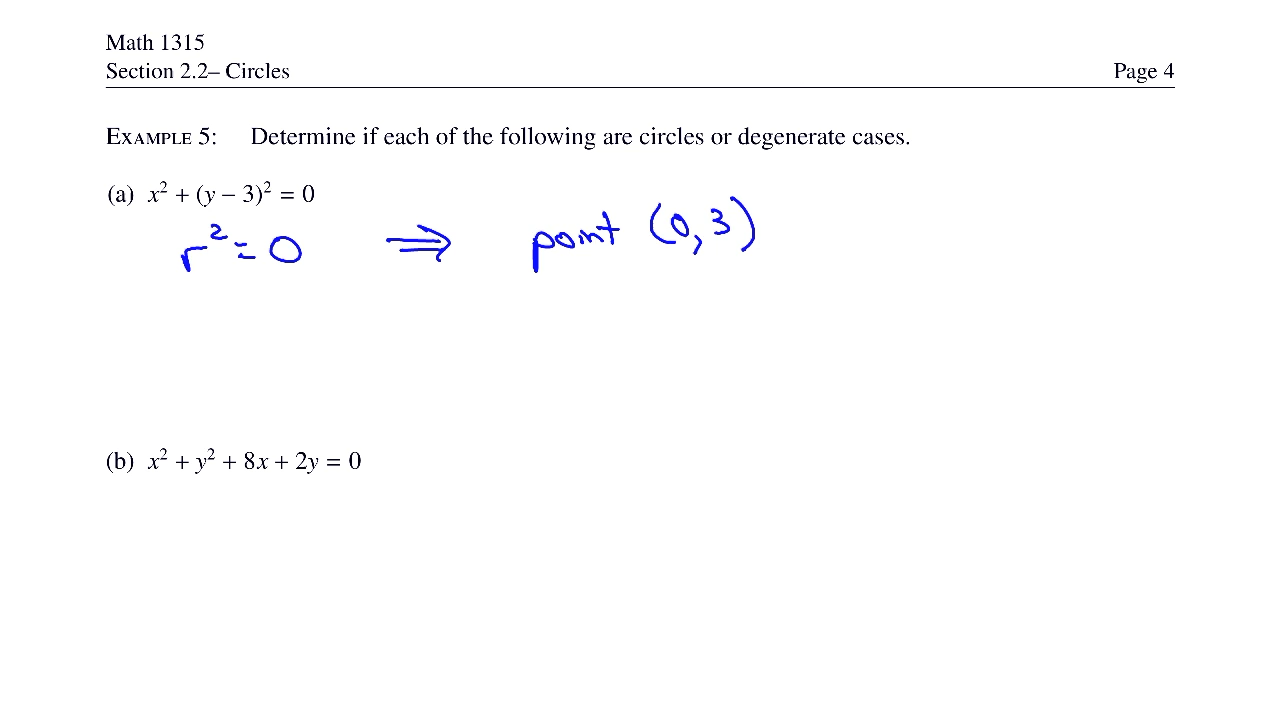 Math 1315
Section 2.2– Circles Page 4
EXAMPLE 5: Determine if each of the following are circles or degenerate cases.
(a) x² + (y − 3)² = 0
r² = 0 ⇒ point (0,3)
(b) x² + y² + 8x + 2y = 0